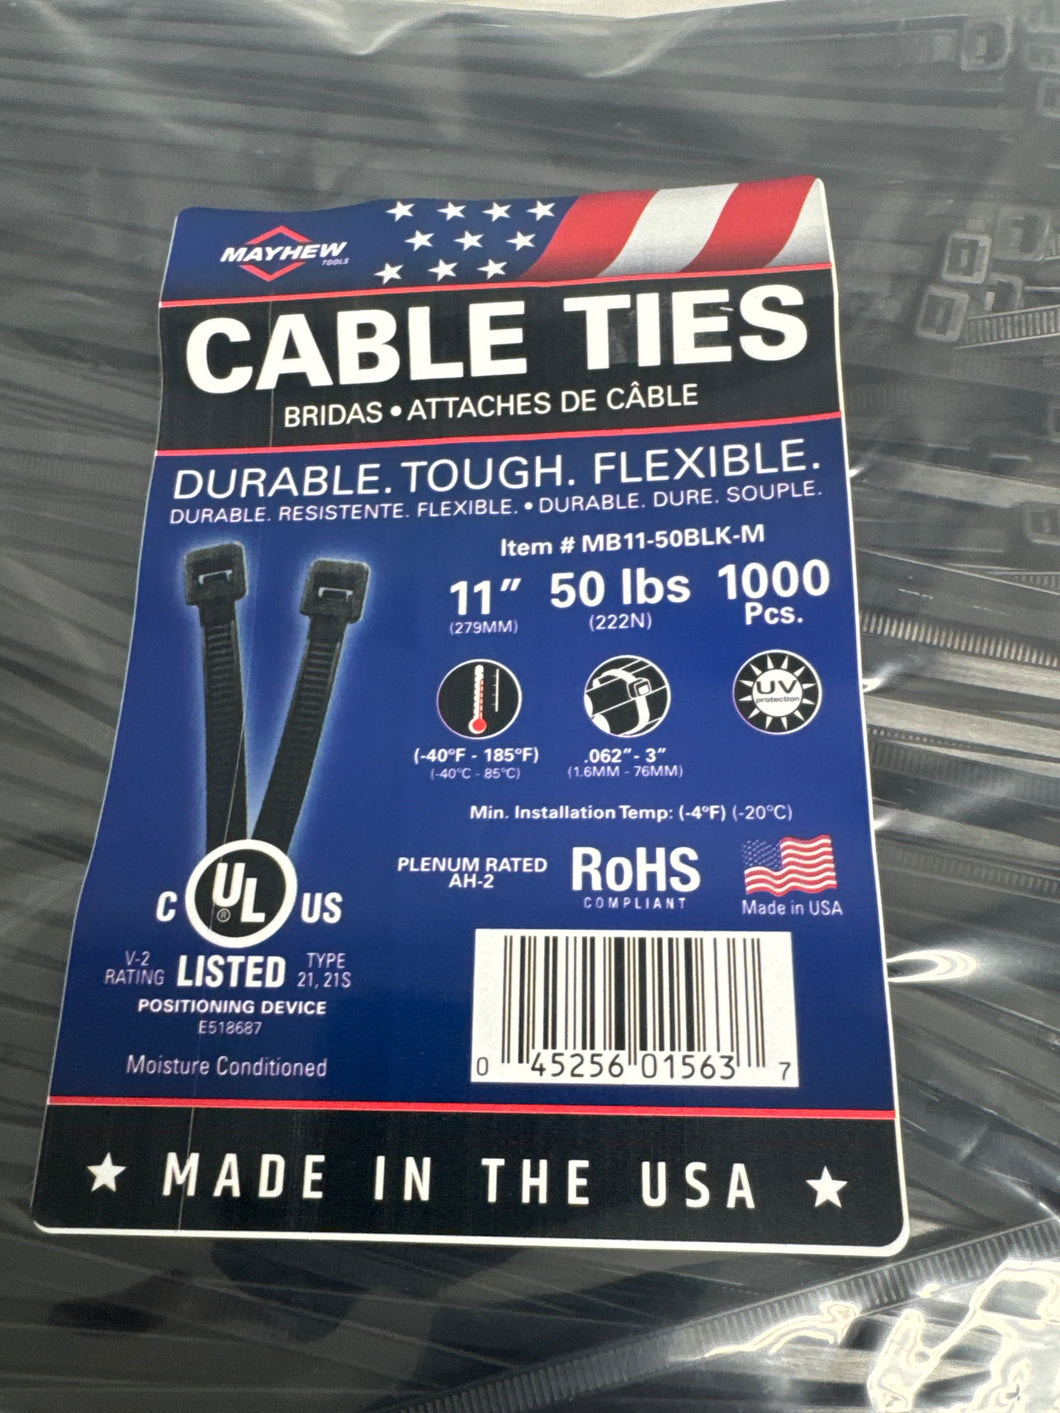 MAYHEW
TOOLS
CABLE TIES
BRIDAS • ATTACHES DE CÂBLE
DURABLE. TOUGH. FLEXIBLE.
DURABLE. RESISTENTE. FLEXIBLE. • DURABLE. DURE. SOUPLE.
Item # MB11-50BLK-M
11" 50 lbs 1000
(279MM) (222N) Pcs.
UV
protection
(-40°F - 185°F) .062"- 3"
(-40°C - 85°C) (1.6MM - 76MM)
Min. Installation Temp: (-4°F) (-20°C)
PLENUM RATED
AH-2
RoHS
COMPLIANT
Made in USA
C UL ® US
V-2
RATING
LISTED
TYPE
21, 21S
POSITIONING DEVICE
E518687
Moisture Conditioned
0 45256 01563 7
MADE IN THE USA